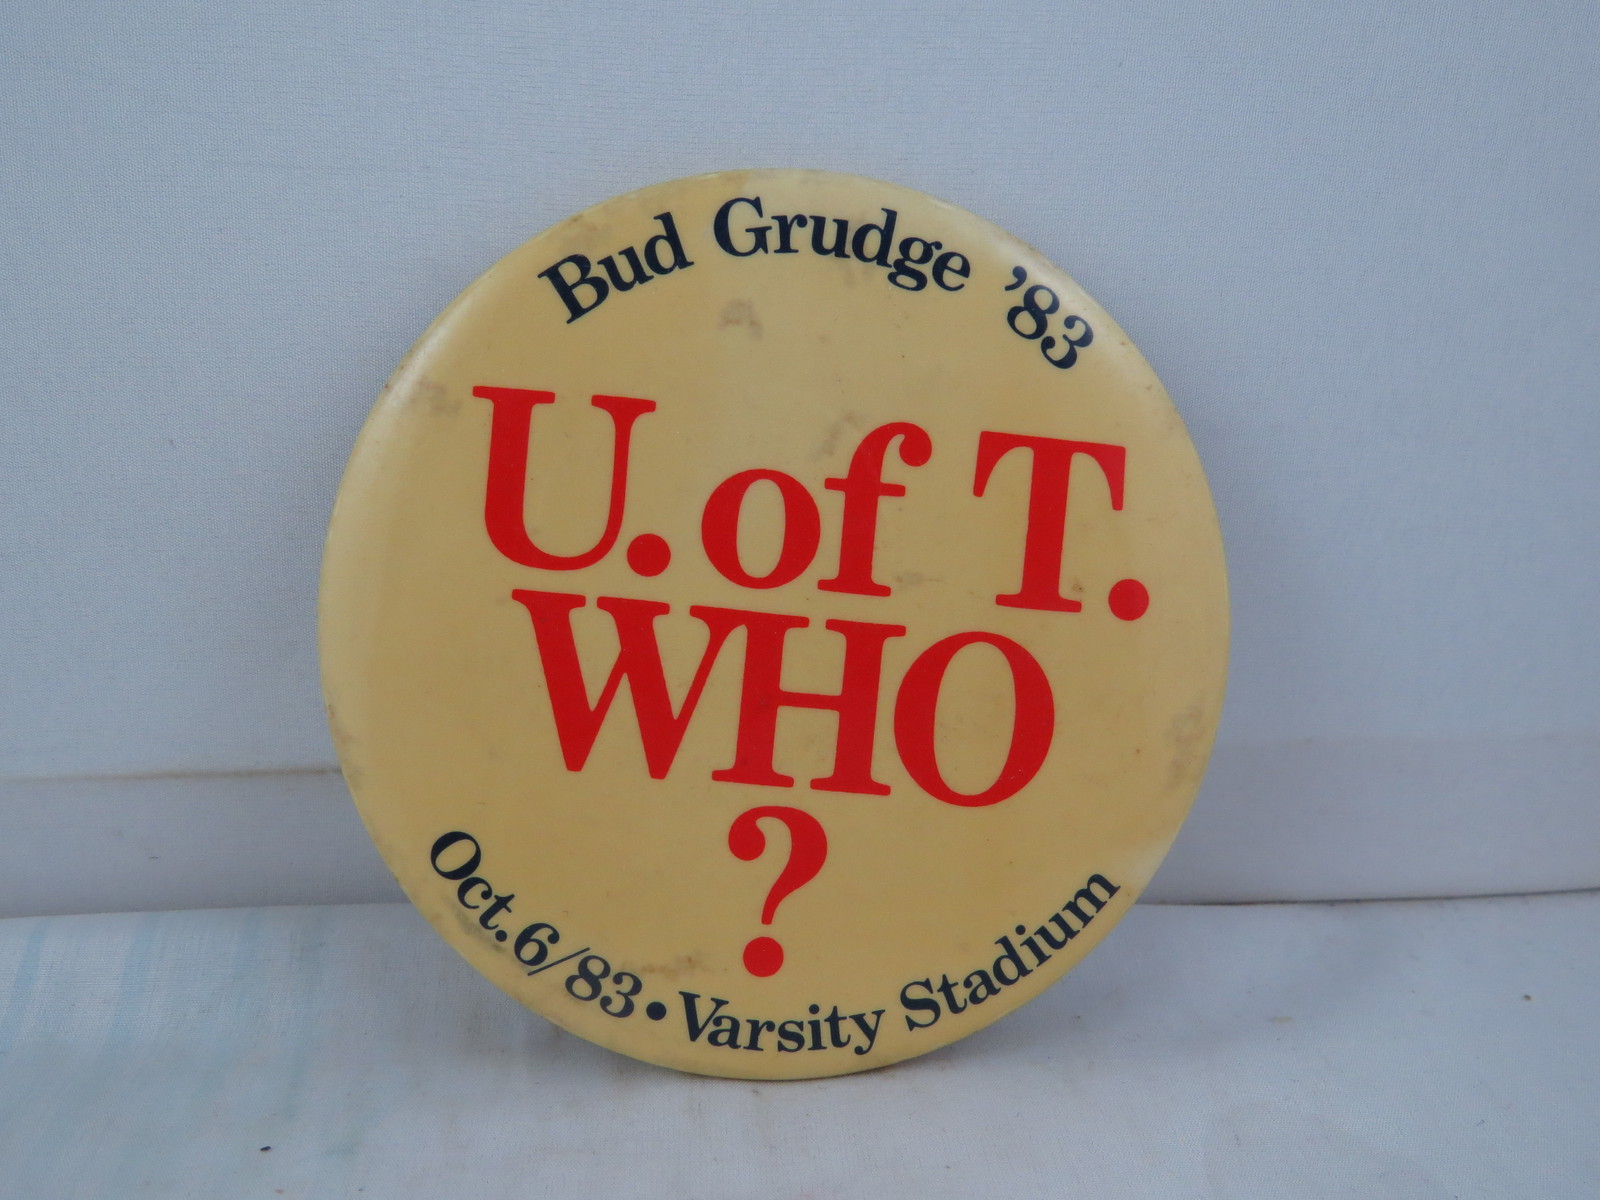 Bud Grudge '83
U. of T.
WHO
?
Oct. 6/83 • Varsity Stadium